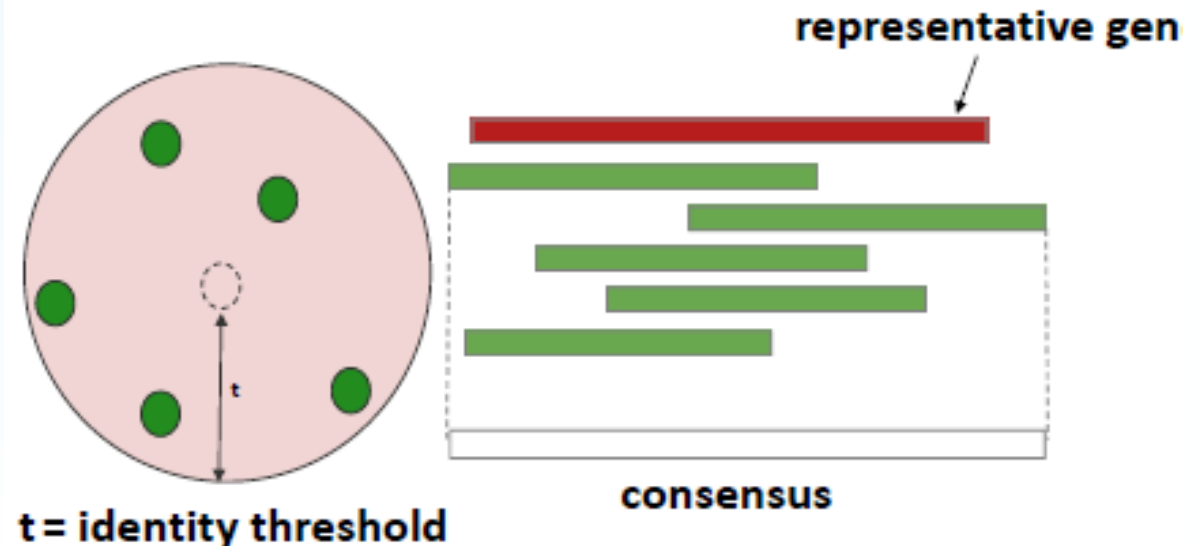 representative gen
t
t = identity threshold
consensus